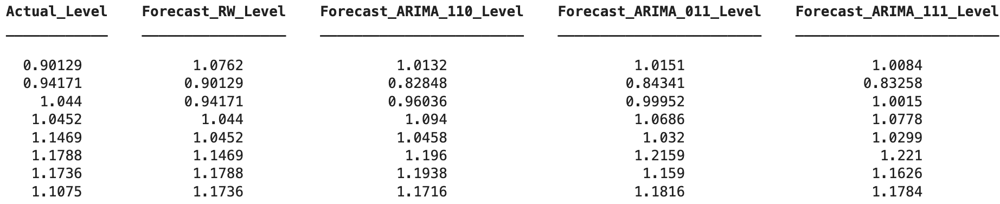 Actual_Level Forecast_RW_Level Forecast_ARIMA_110_Level Forecast_ARIMA_011_Level Forecast_ARIMA_111_Level
0.90129 1.0762 1.0132 1.0151 1.0084
0.94171 0.90129 0.82848 0.84341 0.83258
1.044 0.94171 0.96036 0.99952 1.0015
1.0452 1.044 1.094 1.0686 1.0778
1.1469 1.0452 1.0458 1.032 1.0299
1.1788 1.1469 1.196 1.2159 1.221
1.1736 1.1788 1.1938 1.159 1.1626
1.1075 1.1736 1.1716 1.1816 1.1784